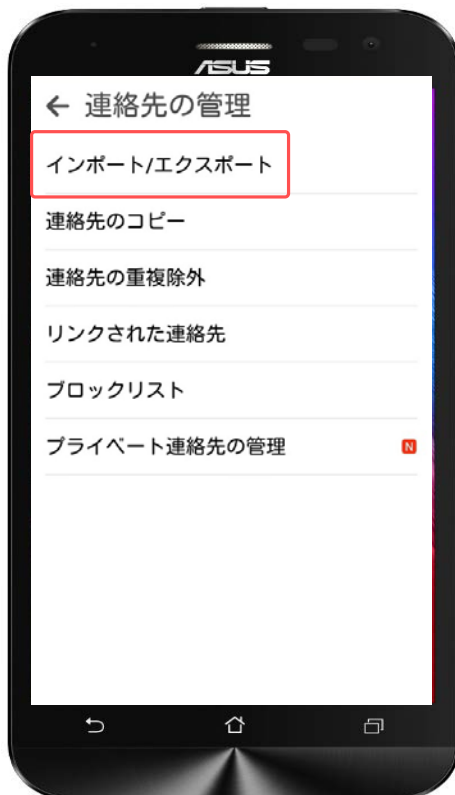 ASUS
← 連絡先の管理
インポート/エクスポート
連絡先のコピー
連絡先の重複除外
リンクされた連絡先
ブロックリスト
プライベート連絡先の管理 N